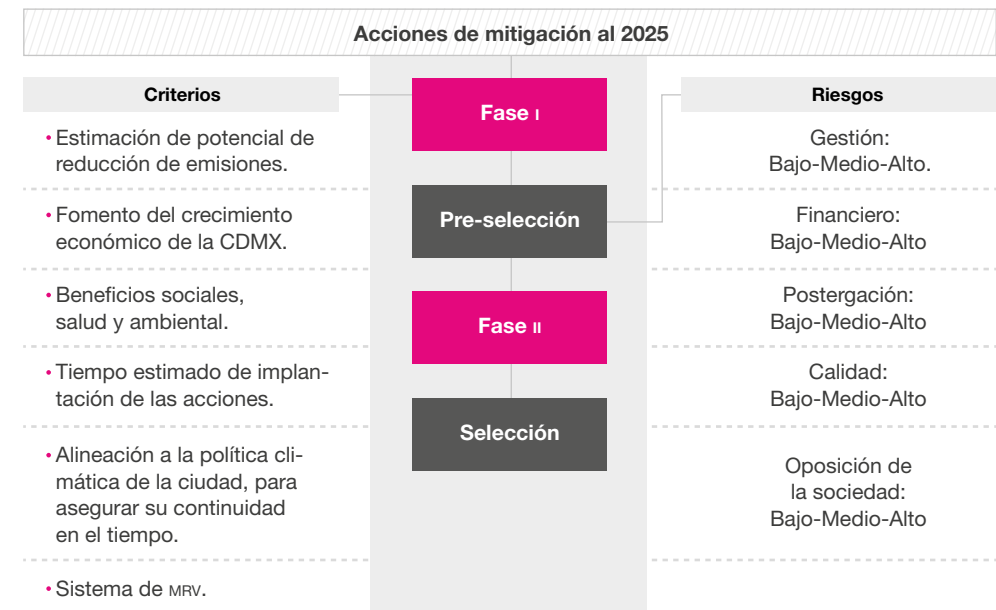 Acciones de mitigación al 2025
Criterios
• Estimación de potencial de
reducción de emisiones.
• Fomento del crecimiento
económico de la CDMX.
• Beneficios sociales,
salud y ambiental.
• Tiempo estimado de implan-
tación de las acciones.
• Alineación a la política cli-
mática de la ciudad, para
asegurar su continuidad
en el tiempo.
• Sistema de MRV.
Fase I
Pre-selección
Fase II
Selección
Riesgos
Gestión:
Bajo-Medio-Alto.
Financiero:
Bajo-Medio-Alto
Postergación:
Bajo-Medio-Alto
Calidad:
Bajo-Medio-Alto
Oposición de
la sociedad:
Bajo-Medio-Alto